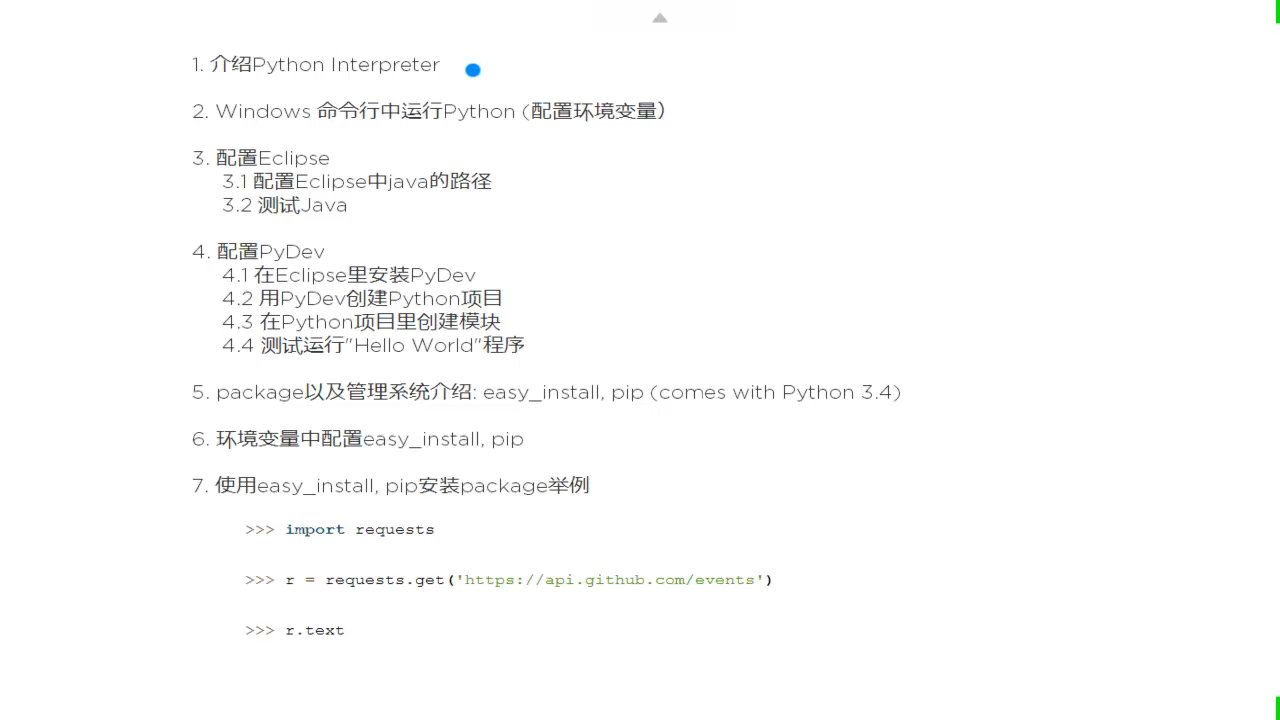 1. 介绍Python Interpreter
2. Windows 命令行中运行Python (配置环境变量）
3. 配置Eclipse
3.1 配置Eclipse中java的路径
3.2 测试Java
4. 配置PyDev
4.1 在Eclipse里安装PyDev
4.2 用PyDev创建Python项目
4.3 在Python项目里创建模块
4.4 测试运行"Hello World"程序
5. package以及管理系统介绍: easy_install, pip (comes with Python 3.4)
6. 环境变量中配置easy_install, pip
7. 使用easy_install, pip安装package举例
>>> import requests
>>> r = requests.get('https://api.github.com/events')
>>> r.text